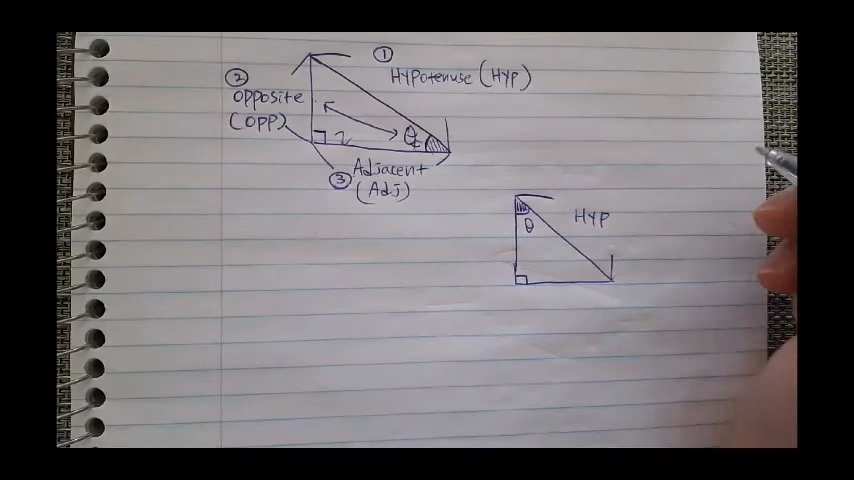 ① Hypotenuse (HYP)
② Opposite (OPP)
θ
③ Adjacent (Adj)
HYP
θ